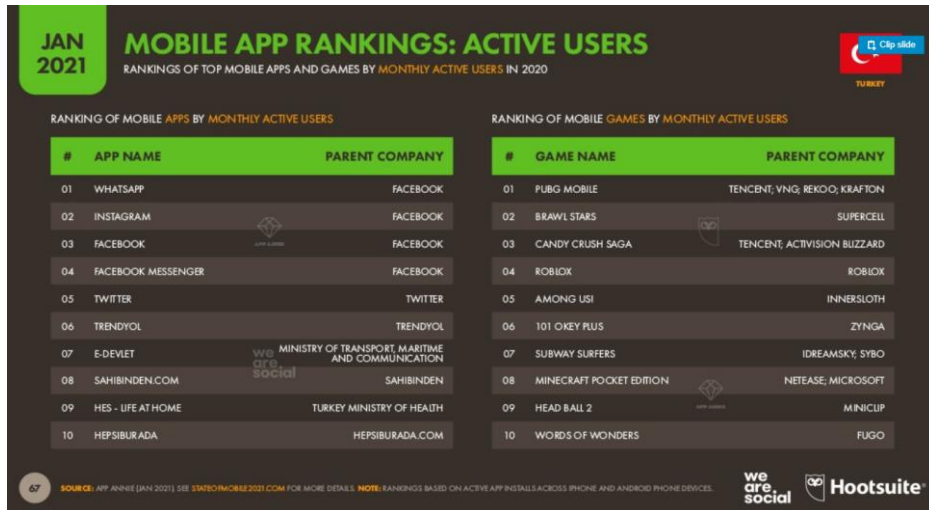 JAN
2021
MOBILE APP RANKINGS: ACTIVE USERS
RANKINGS OF TOP MOBILE APPS AND GAMES BY MONTHLY ACTIVE USERS IN 2020
Clip slide
TURKEY
RANKING OF MOBILE APPS BY MONTHLY ACTIVE USERS
# APP NAME PARENT COMPANY
01 WHATSAPP FACEBOOK
02 INSTAGRAM FACEBOOK
03 FACEBOOK FACEBOOK
04 FACEBOOK MESSENGER FACEBOOK
05 TWITTER TWITTER
06 TRENDYOL TRENDYOL
07 E-DEVLET MINISTRY OF TRANSPORT, MARITIME
AND COMMUNICATION
08 SAHIBINDEN.COM SAHIBINDEN
09 HES - LIFE AT HOME TURKEY MINISTRY OF HEALTH
10 HEPSIBURADA HEPSIBURADA.COM
APP ANNIE
we
are.
social
RANKING OF MOBILE GAMES BY MONTHLY ACTIVE USERS
# GAME NAME PARENT COMPANY
01 PUBG MOBILE TENCENT; VNG; REKOO; KRAFTON
02 BRAWL STARS SUPERCELL
03 CANDY CRUSH SAGA TENCENT; ACTIVISION BLIZZARD
04 ROBLOX ROBLOX
05 AMONG US! INNERSLOTH
06 101 OKEY PLUS ZYNGA
07 SUBWAY SURFERS IDREAMSKY; SYBO
08 MINECRAFT POCKET EDITION NETEASE; MICROSOFT
09 HEAD BALL 2 MINICLIP
10 WORDS OF WONDERS FUGO
APP ANNIE
67
SOURCE: APP ANNIE (JAN 2021). SEE STATEOFMOBILE2021.COM FOR MORE DETAILS. NOTE: RANKINGS BASED ON ACTIVE APP INSTALLS ACROSS IPHONE AND ANDROID PHONE DEVICES.
we
are.
social
Hootsuite